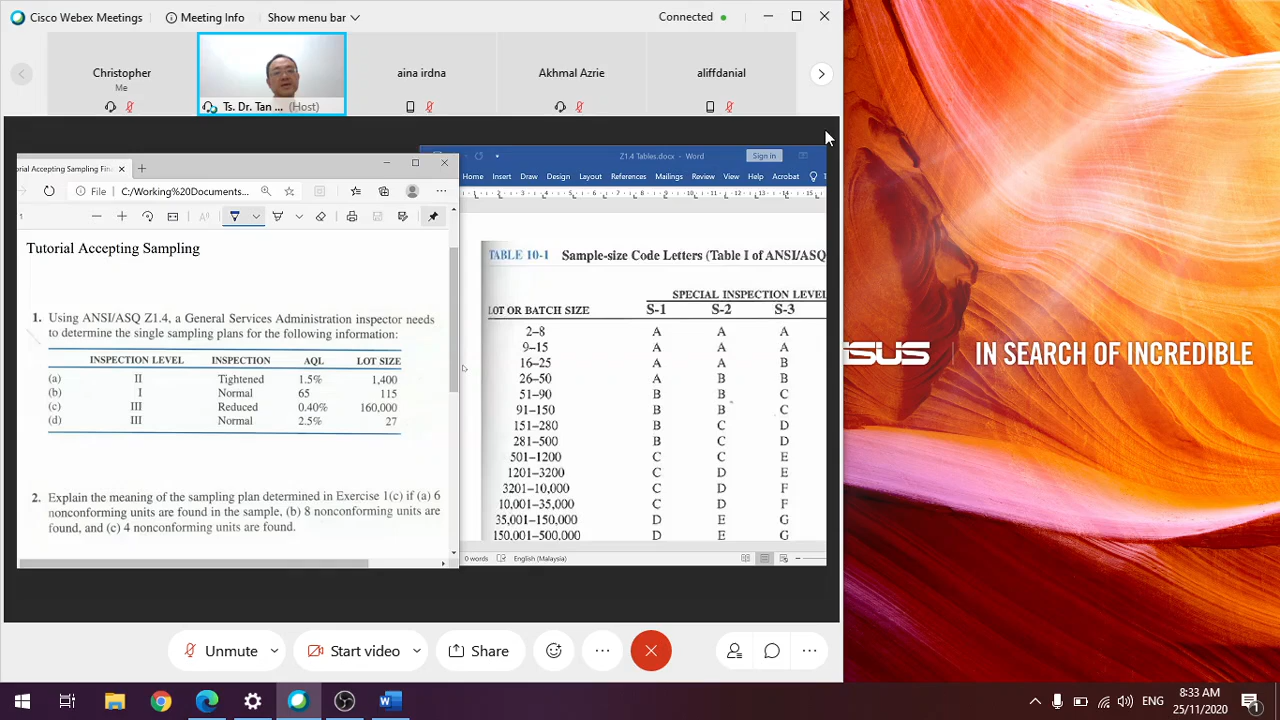 Cisco Webex Meetings
Meeting Info
Show menu bar
Connected
Christopher
Me
Ts. Dr. Tan ... (Host)
aina irdna
Akhmal Azrie
aliffdanial
orial Accepting Sampling Fina
File
C:/Working%20Documents...
Tutorial Accepting Sampling
1. Using ANSI/ASQ Z1.4, a General Services Administration inspector needs
to determine the single sampling plans for the following information:
INSPECTION LEVEL INSPECTION AQL LOT SIZE
(a) II Tightened 1.5% 1,400
(b) I Normal 65 115
(c) III Reduced 0.40% 160,000
(d) III Normal 2.5% 27
2. Explain the meaning of the sampling plan determined in Exercise 1(c) if (a) 6
nonconforming units are found in the sample, (b) 8 nonconforming units are
found, and (c) 4 nonconforming units are found.
Z1.4 Tables.docx - Word
Sign in
Home Insert Draw Design Layout References Mailings Review View Help Acrobat
TABLE 10-1 Sample-size Code Letters (Table I of ANSI/ASQ
SPECIAL INSPECTION LEVEL
LOT OR BATCH SIZE S-1 S-2 S-3
2–8 A A A
9–15 A A A
16–25 A A B
26–50 A B B
51–90 B B C
91–150 B B C
151–280 B C D
281–500 B C D
501–1200 C C E
1201–3200 C D E
3201–10,000 C D F
10,001–35,000 C D F
35,001–150,000 D E G
150,001–500,000 D E G
0 words English (Malaysia)
Unmute
Start video
Share
ASUS IN SEARCH OF INCREDIBLE
ENG
8:33 AM
25/11/2020
1